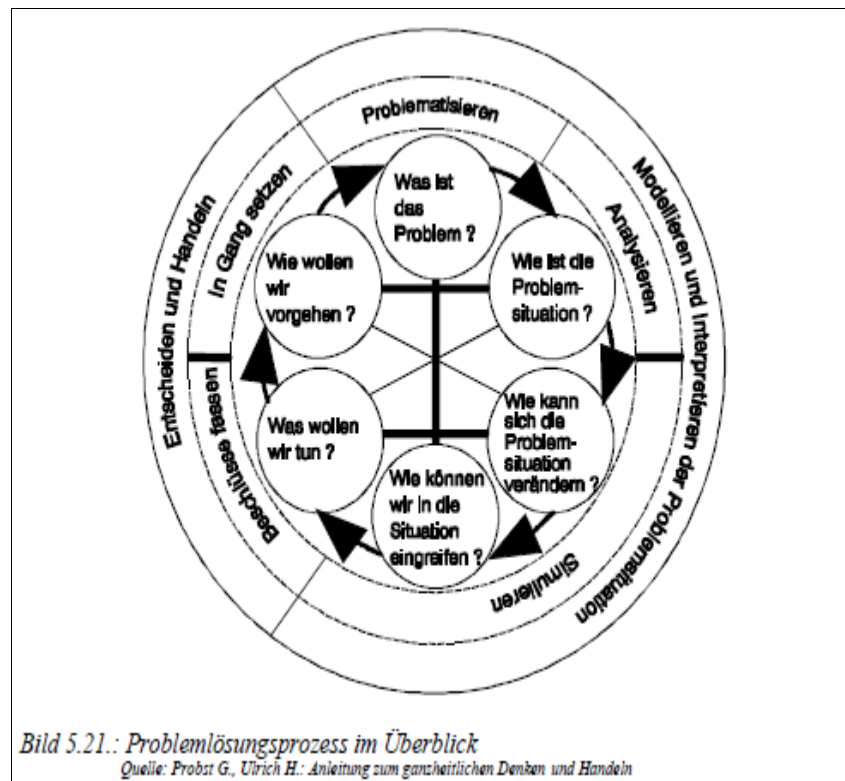 Problematisieren
Modellieren und Interpretieren der Problemsituation
Analysieren
Simulieren
Entscheiden und Handeln
In Gang setzen
Beschlüsse fassen
Was ist
das
Problem ?
Wie ist die
Problem-
situation ?
Wie kann
sich die
Problem-
situation
verändern ?
Wie können
wir in die
Situation
eingreifen ?
Was wollen
wir tun ?
Wie wollen
wir
vorgehen ?
Bild 5.21.: Problemlösungsprozess im Überblick
Quelle: Probst G., Ulrich H.: Anleitung zum ganzheitlichen Denken und Handeln